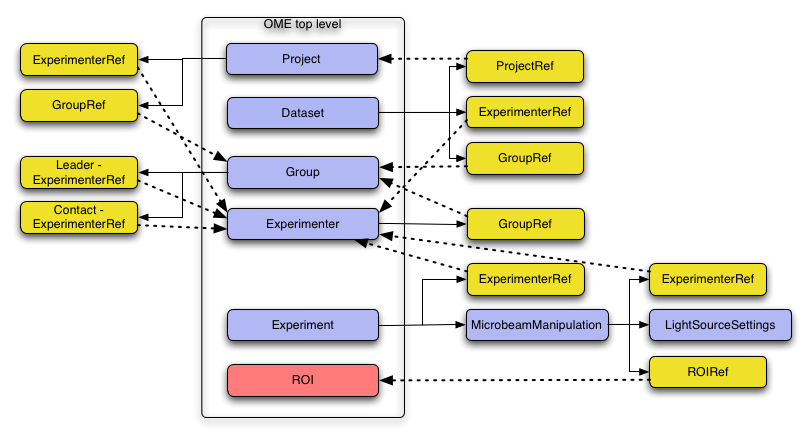 OME top level
ExperimenterRef
Project
ProjectRef
GroupRef
Dataset
ExperimenterRef
Leader -
ExperimenterRef
Group
GroupRef
Contact -
ExperimenterRef
Experimenter
GroupRef
ExperimenterRef
ExperimenterRef
Experiment
MicrobeamManipulation
LightSourceSettings
ROI
ROIRef